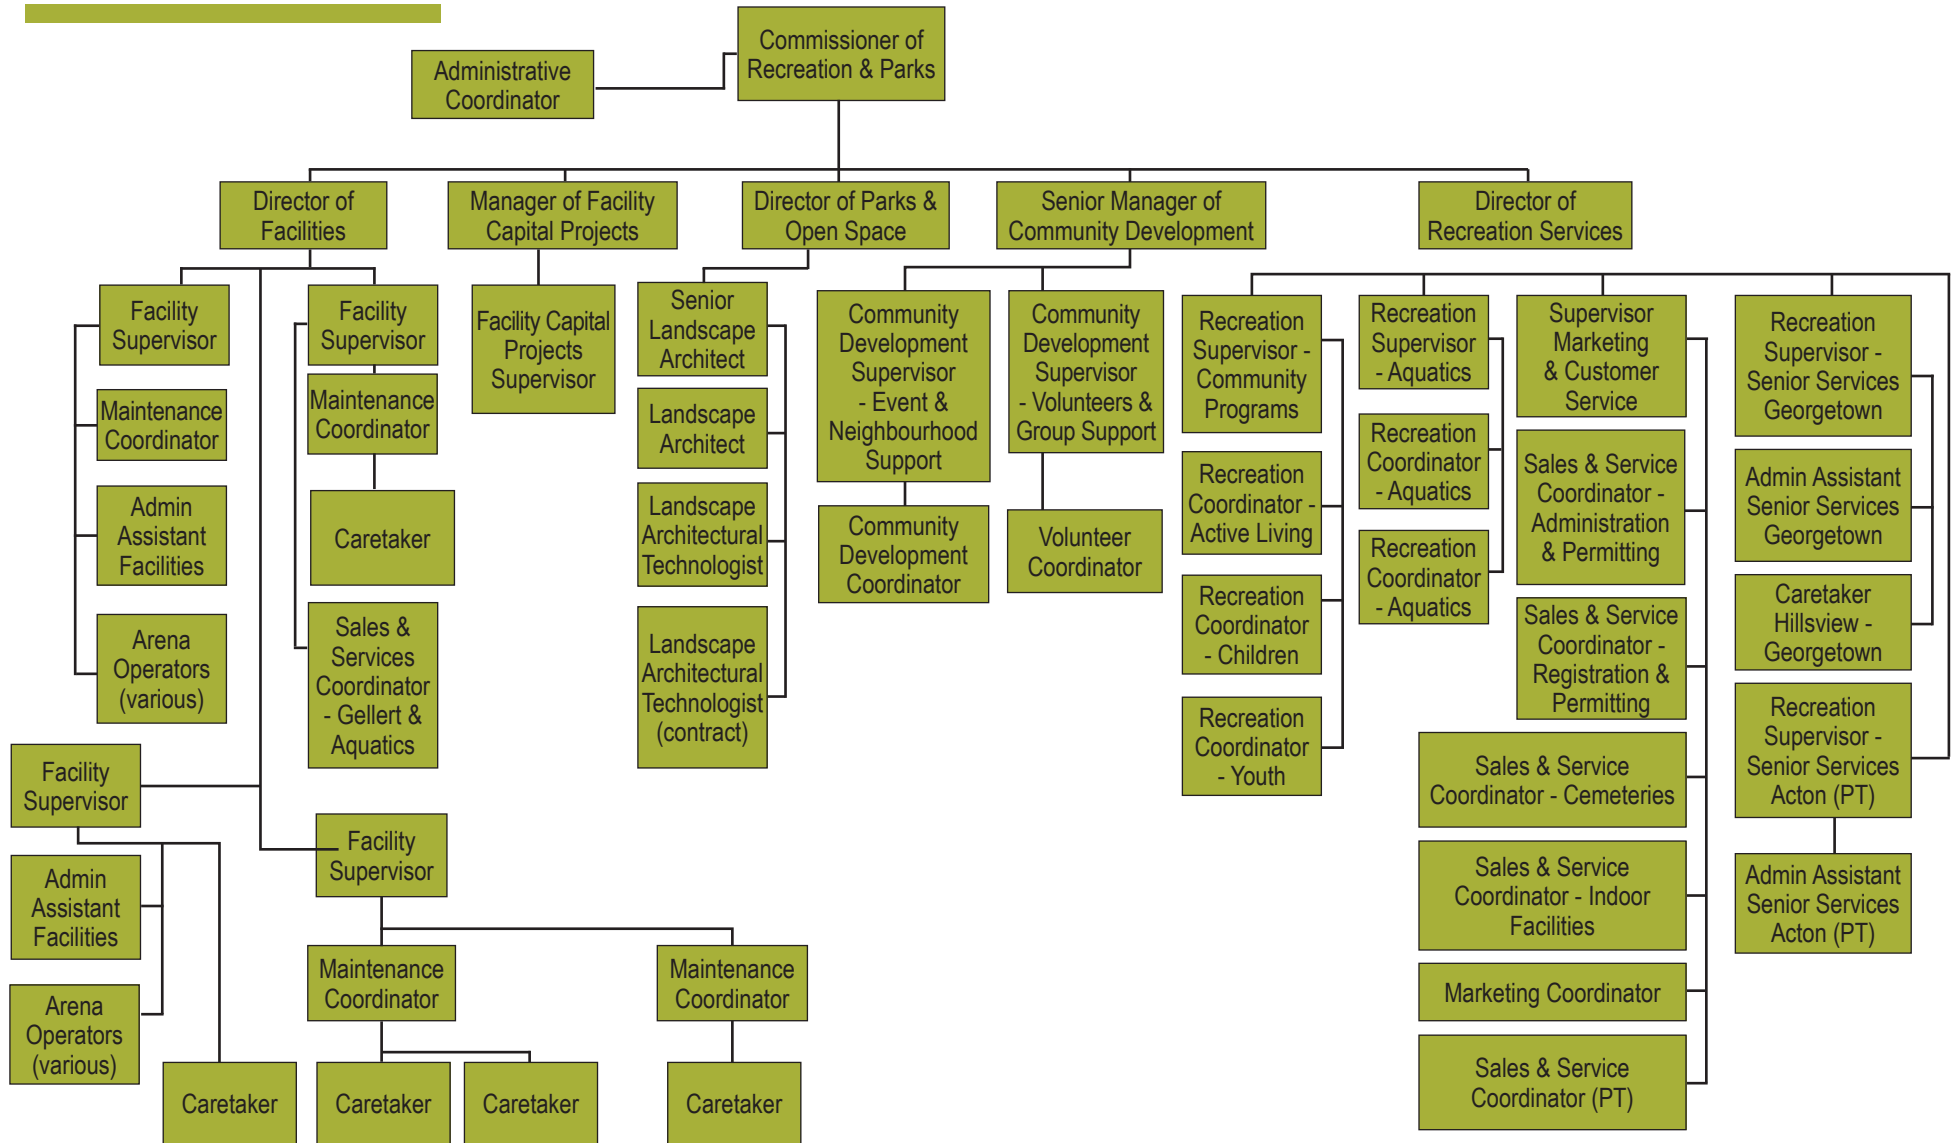 Commissioner of
Recreation & Parks
Administrative
Coordinator
Director of
Facilities
Manager of Facility
Capital Projects
Director of Parks &
Open Space
Senior Manager of
Community Development
Director of
Recreation Services
Facility
Supervisor
Maintenance
Coordinator
Admin
Assistant
Facilities
Arena
Operators
(various)
Facility
Supervisor
Maintenance
Coordinator
Caretaker
Sales &
Services
Coordinator
- Gellert &
Aquatics
Facility
Supervisor
Admin
Assistant
Facilities
Arena
Operators
(various)
Caretaker
Facility
Supervisor
Maintenance
Coordinator
Caretaker
Caretaker
Maintenance
Coordinator
Caretaker
Facility Capital
Projects
Supervisor
Senior
Landscape
Architect
Landscape
Architect
Landscape
Architectural
Technologist
Landscape
Architectural
Technologist
(contract)
Community
Development
Supervisor
- Event &
Neighbourhood
Support
Community
Development
Coordinator
Community
Development
Supervisor
- Volunteers &
Group Support
Volunteer
Coordinator
Recreation
Supervisor -
Community
Programs
Recreation
Coordinator -
Active Living
Recreation
Coordinator
- Children
Recreation
Coordinator
- Youth
Recreation
Supervisor
- Aquatics
Recreation
Coordinator
- Aquatics
Recreation
Coordinator
- Aquatics
Supervisor
Marketing
& Customer
Service
Sales & Service
Coordinator -
Administration
& Permitting
Sales & Service
Coordinator -
Registration &
Permitting
Sales & Service
Coordinator - Cemeteries
Sales & Service
Coordinator - Indoor
Facilities
Marketing Coordinator
Sales & Service
Coordinator (PT)
Recreation
Supervisor -
Senior Services
Georgetown
Admin Assistant
Senior Services
Georgetown
Caretaker
Hillsview -
Georgetown
Recreation
Supervisor -
Senior Services
Acton (PT)
Admin Assistant
Senior Services
Acton (PT)